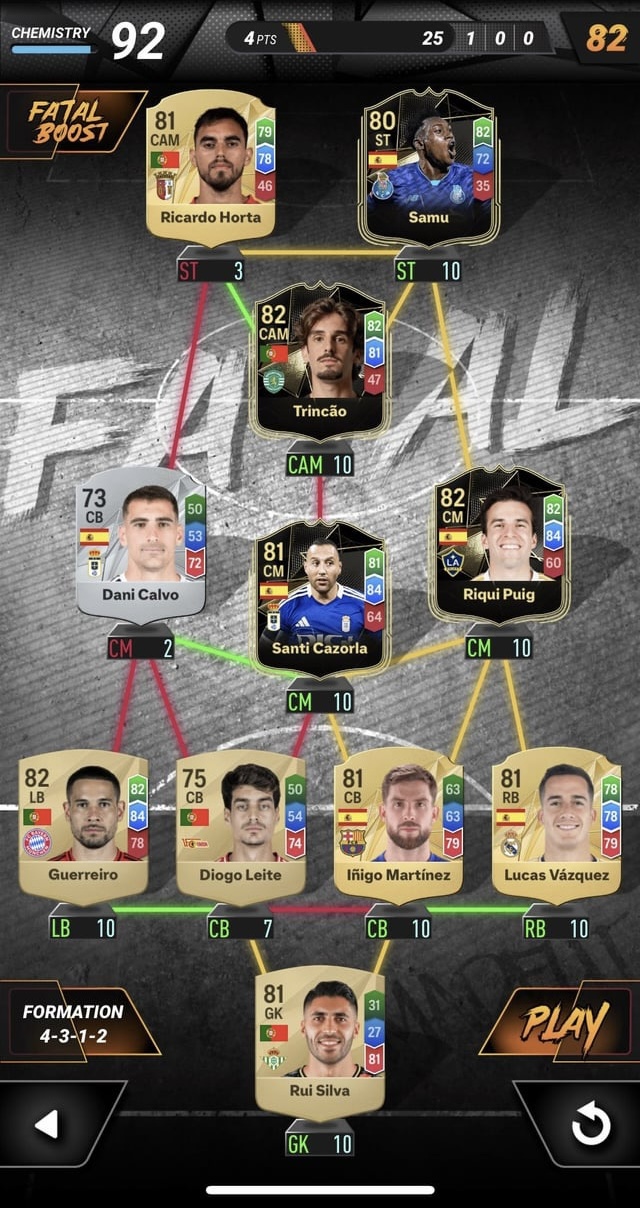 CHEMISTRY 92 4 PTS 25 1 0 0 82
FATAL
BOOST
81
CAM
79
78
46
Ricardo Horta
ST 3
80
ST
82
72
35
Samu
ST 10
82
CAM
82
81
47
Trincão
CAM 10
FATAL
73
CB
50
53
72
Dani Calvo
CM 2
81
CM
81
84
64
Santi Cazorla
CM 10
82
CM
82
84
60
LA
Riqui Puig
CM 10
82
LB
82
84
78
Guerreiro
LB 10
75
CB
50
54
74
Diogo Leite
CB 7
81
CB
63
63
79
Iñigo Martínez
CB 10
81
RB
78
78
79
Lucas Vázquez
RB 10
81
GK
31
27
81
Rui Silva
GK 10
FORMATION
4-3-1-2
PLAY